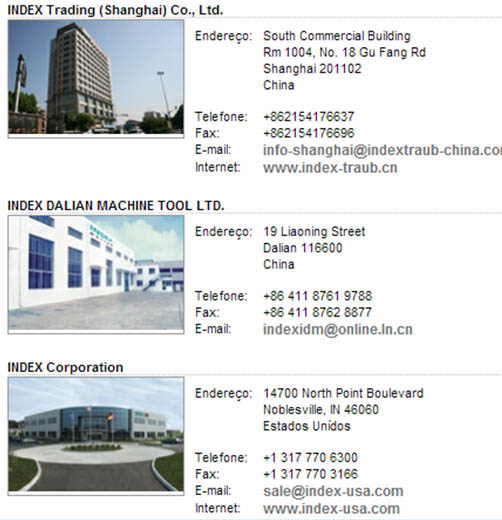 INDEX Trading (Shanghai) Co., Ltd.
Endereço: South Commercial Building
Rm 1004, No. 18 Gu Fang Rd
Shanghai 201102
China
Telefone: +862154176637
Fax: +862154176696
E-mail: info-shanghai@indextraub-china.co
Internet: www.index-traub.cn
INDEX DALIAN MACHINE TOOL LTD.
Endereço: 19 Liaoning Street
Dalian 116600
China
Telefone: +86 411 8761 9788
Fax: +86 411 8762 8877
E-mail: indexidm@online.ln.cn
INDEX Corporation
Endereço: 14700 North Point Boulevard
Noblesville, IN 46060
Estados Unídos
Telefone: +1 317 770 6300
Fax: +1 317 770 3166
E-mail: sale@index-usa.com
Internet: www.index-usa.com